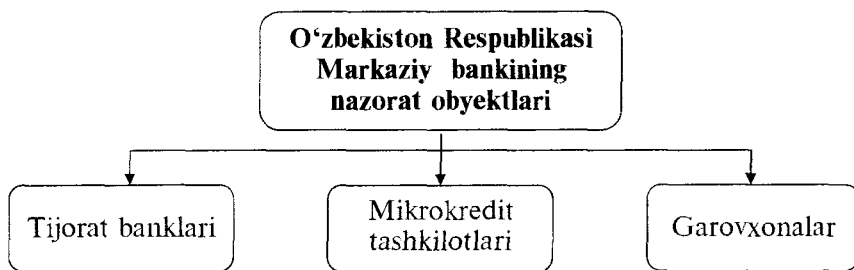 O‘zbekiston Respublikasi
Markaziy bankining
nazorat obyektlari
Tijorat banklari
Mikrokredit
tashkilotlari
Garovxonalar